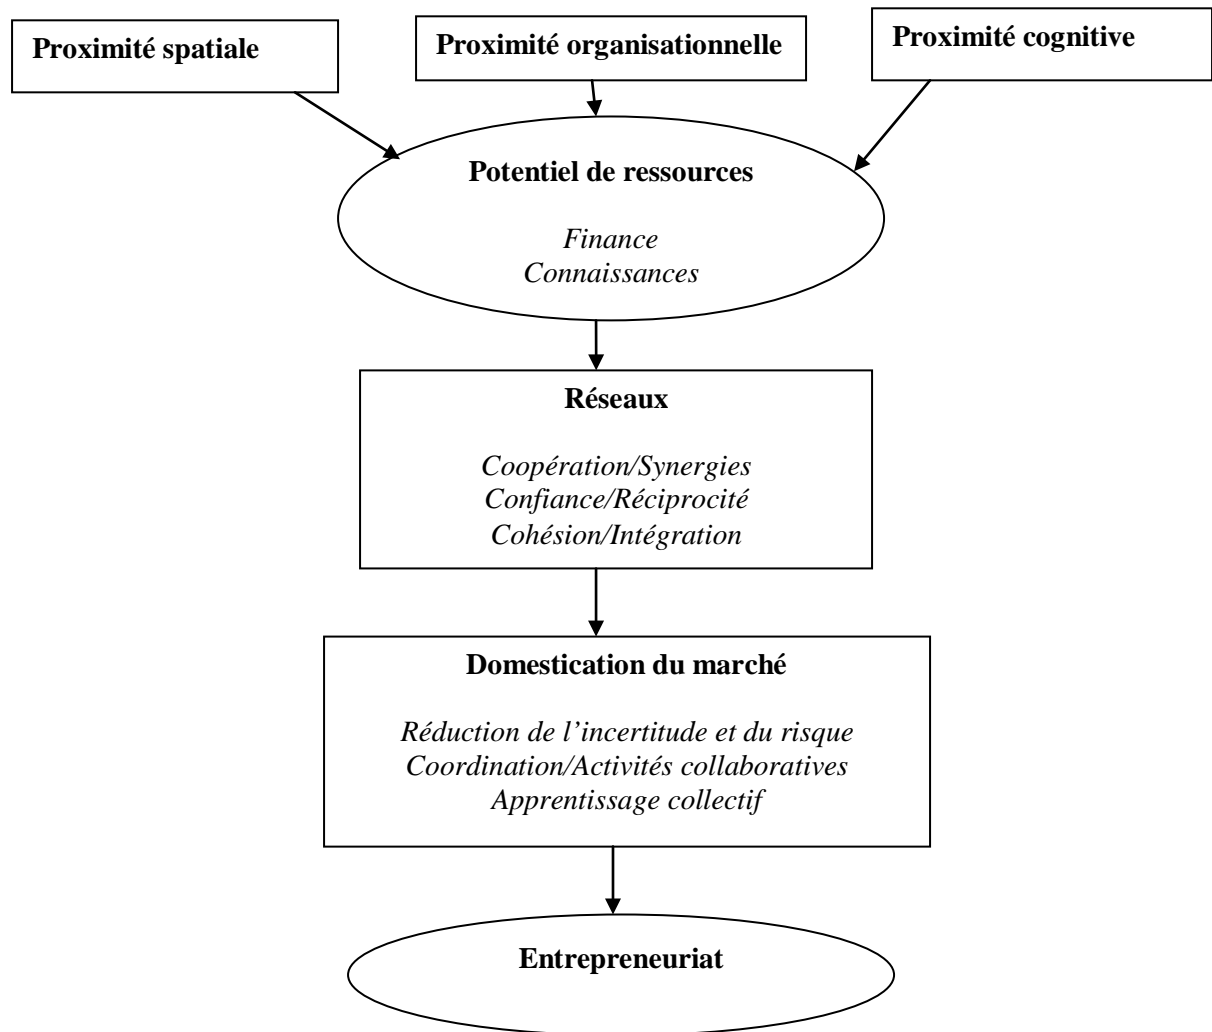 Proximité spatiale
Proximité organisationnelle
Proximité cognitive
Potentiel de ressources
Finance
Connaissances
Réseaux
Coopération/Synergies
Confiance/Réciprocité
Cohésion/Intégration
Domestication du marché
Réduction de l’incertitude et du risque
Coordination/Activités collaboratives
Apprentissage collectif
Entrepreneuriat